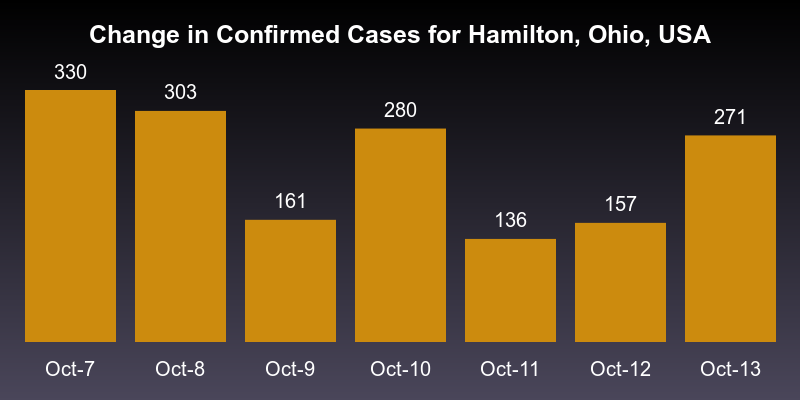 Change in Confirmed Cases for Hamilton, Ohio, USA
330
303
161
280
136
157
271
Oct-7
Oct-8
Oct-9
Oct-10
Oct-11
Oct-12
Oct-13